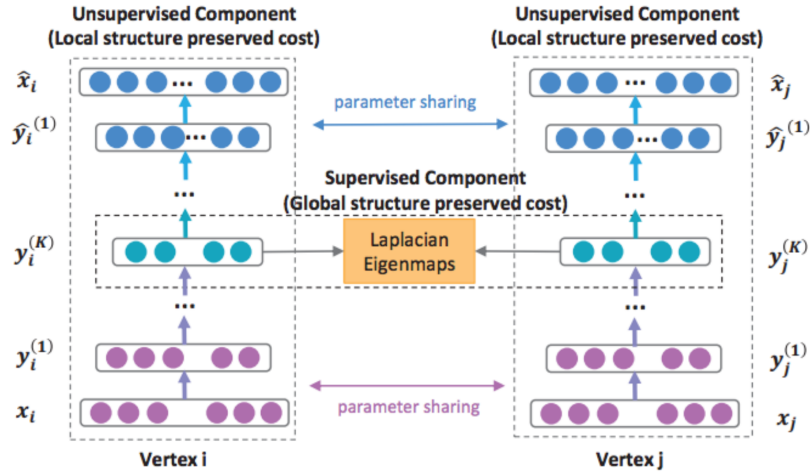 Unsupervised Component
(Local structure preserved cost)
Unsupervised Component
(Local structure preserved cost)
x̂ᵢ
...
...
x̂ⱼ
parameter sharing
ŷᵢ⁽¹⁾
...
...
ŷⱼ⁽¹⁾
...
Supervised Component
(Global structure preserved cost)
...
yᵢ⁽ᴷ⁾
Laplacian
Eigenmaps
yⱼ⁽ᴷ⁾
...
...
yᵢ⁽¹⁾
yⱼ⁽¹⁾
xᵢ
parameter sharing
xⱼ
Vertex i
Vertex j